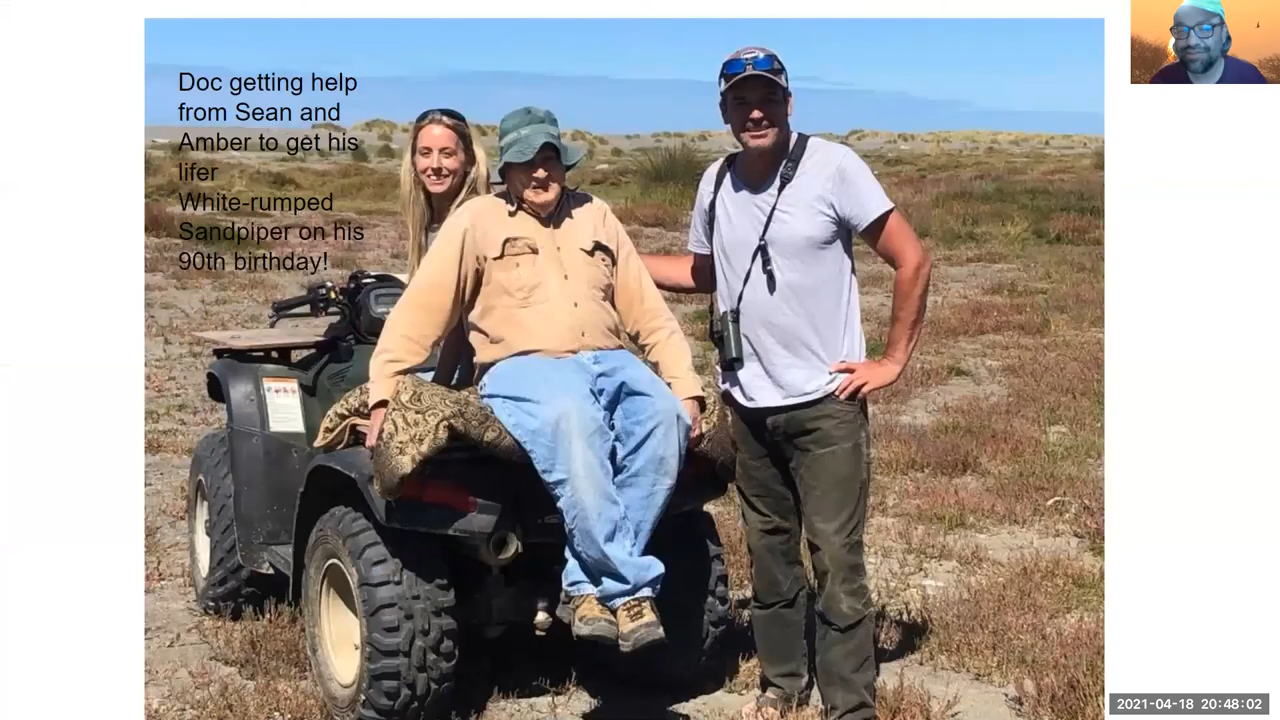 Doc getting help
from Sean and
Amber to get his
lifer
White-rumped
Sandpiper on his
90th birthday!
2021-04-18 20:48:02